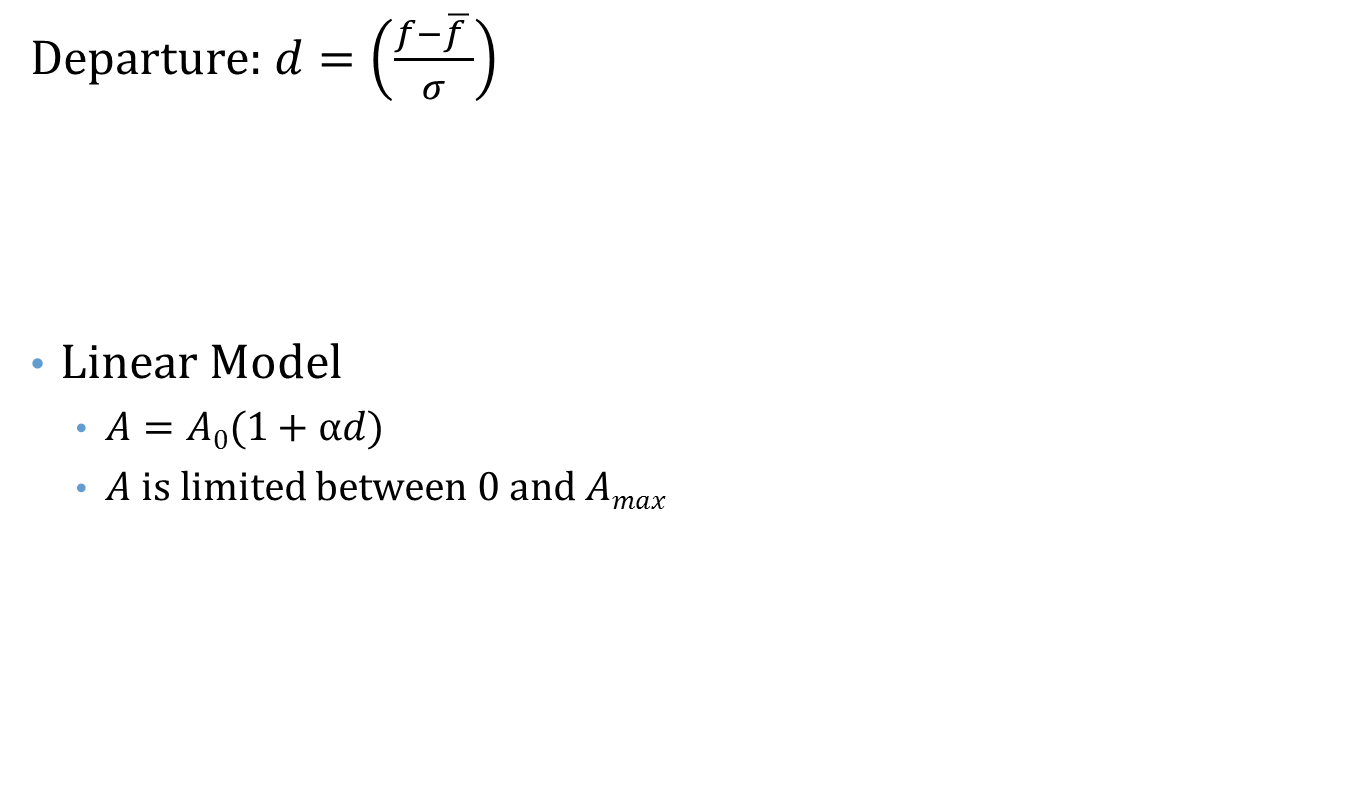 Departure: d = ((f−f̅)/σ)
• Linear Model
• A = A₀(1 + αd)
• A is limited between 0 and Aₘₐₓ